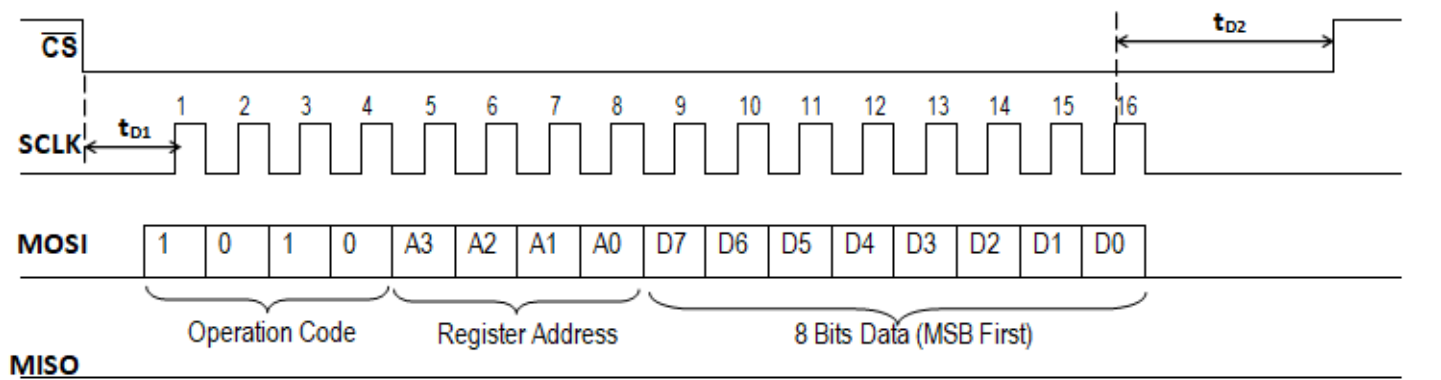 CS tD2
1 2 3 4 5 6 7 8 9 10 11 12 13 14 15 16
SCLK tD1
MOSI 1 0 1 0 A3 A2 A1 A0 D7 D6 D5 D4 D3 D2 D1 D0
Operation Code Register Address 8 Bits Data (MSB First)
MISO